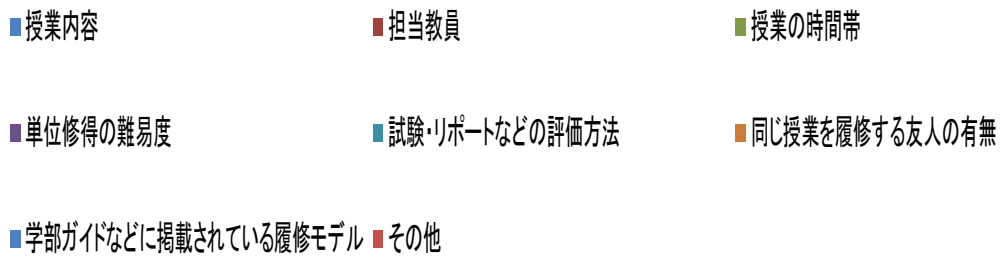 授業内容 担当教員 授業の時間帯
単位修得の難易度 試験・リポートなどの評価方法 同じ授業を履修する友人の有無
学部ガイドなどに掲載されている履修モデル その他